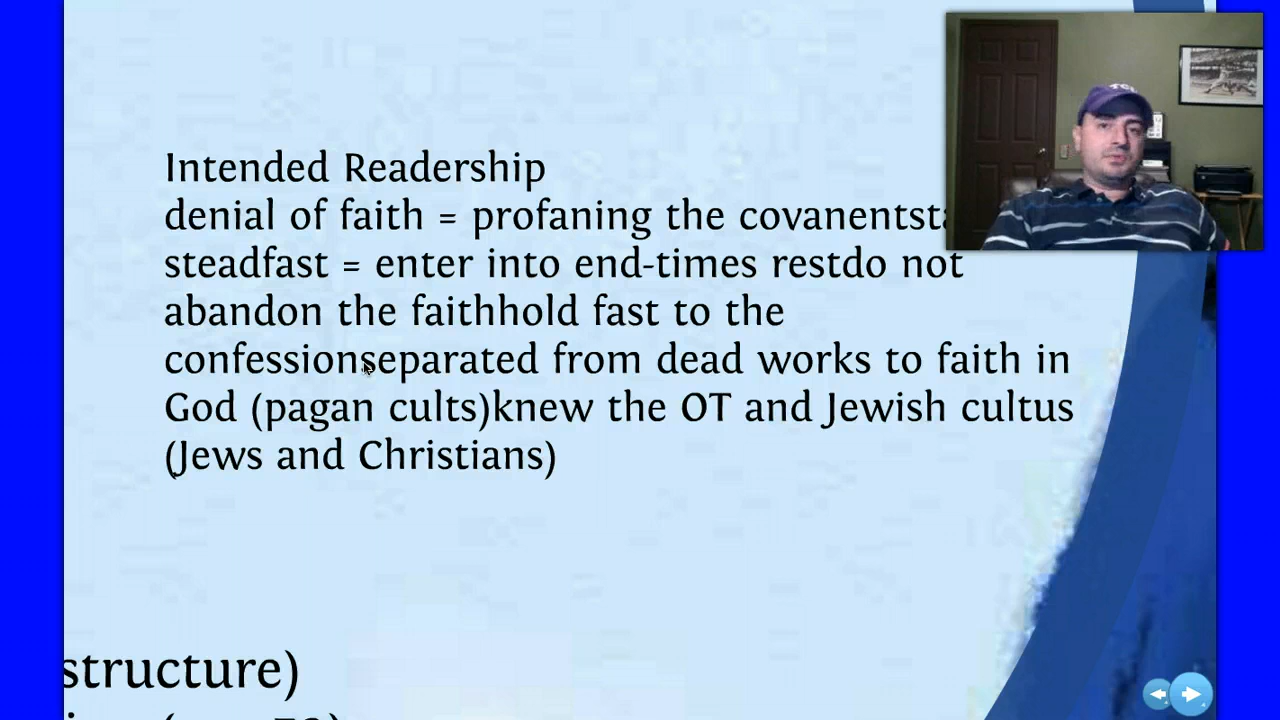 Intended Readership
denial of faith = profaning the covanentsta
steadfast = enter into end-times restdo not
abandon the faithhold fast to the
confessionseparated from dead works to faith in
God (pagan cults)knew the OT and Jewish cultus
(Jews and Christians)
structure)